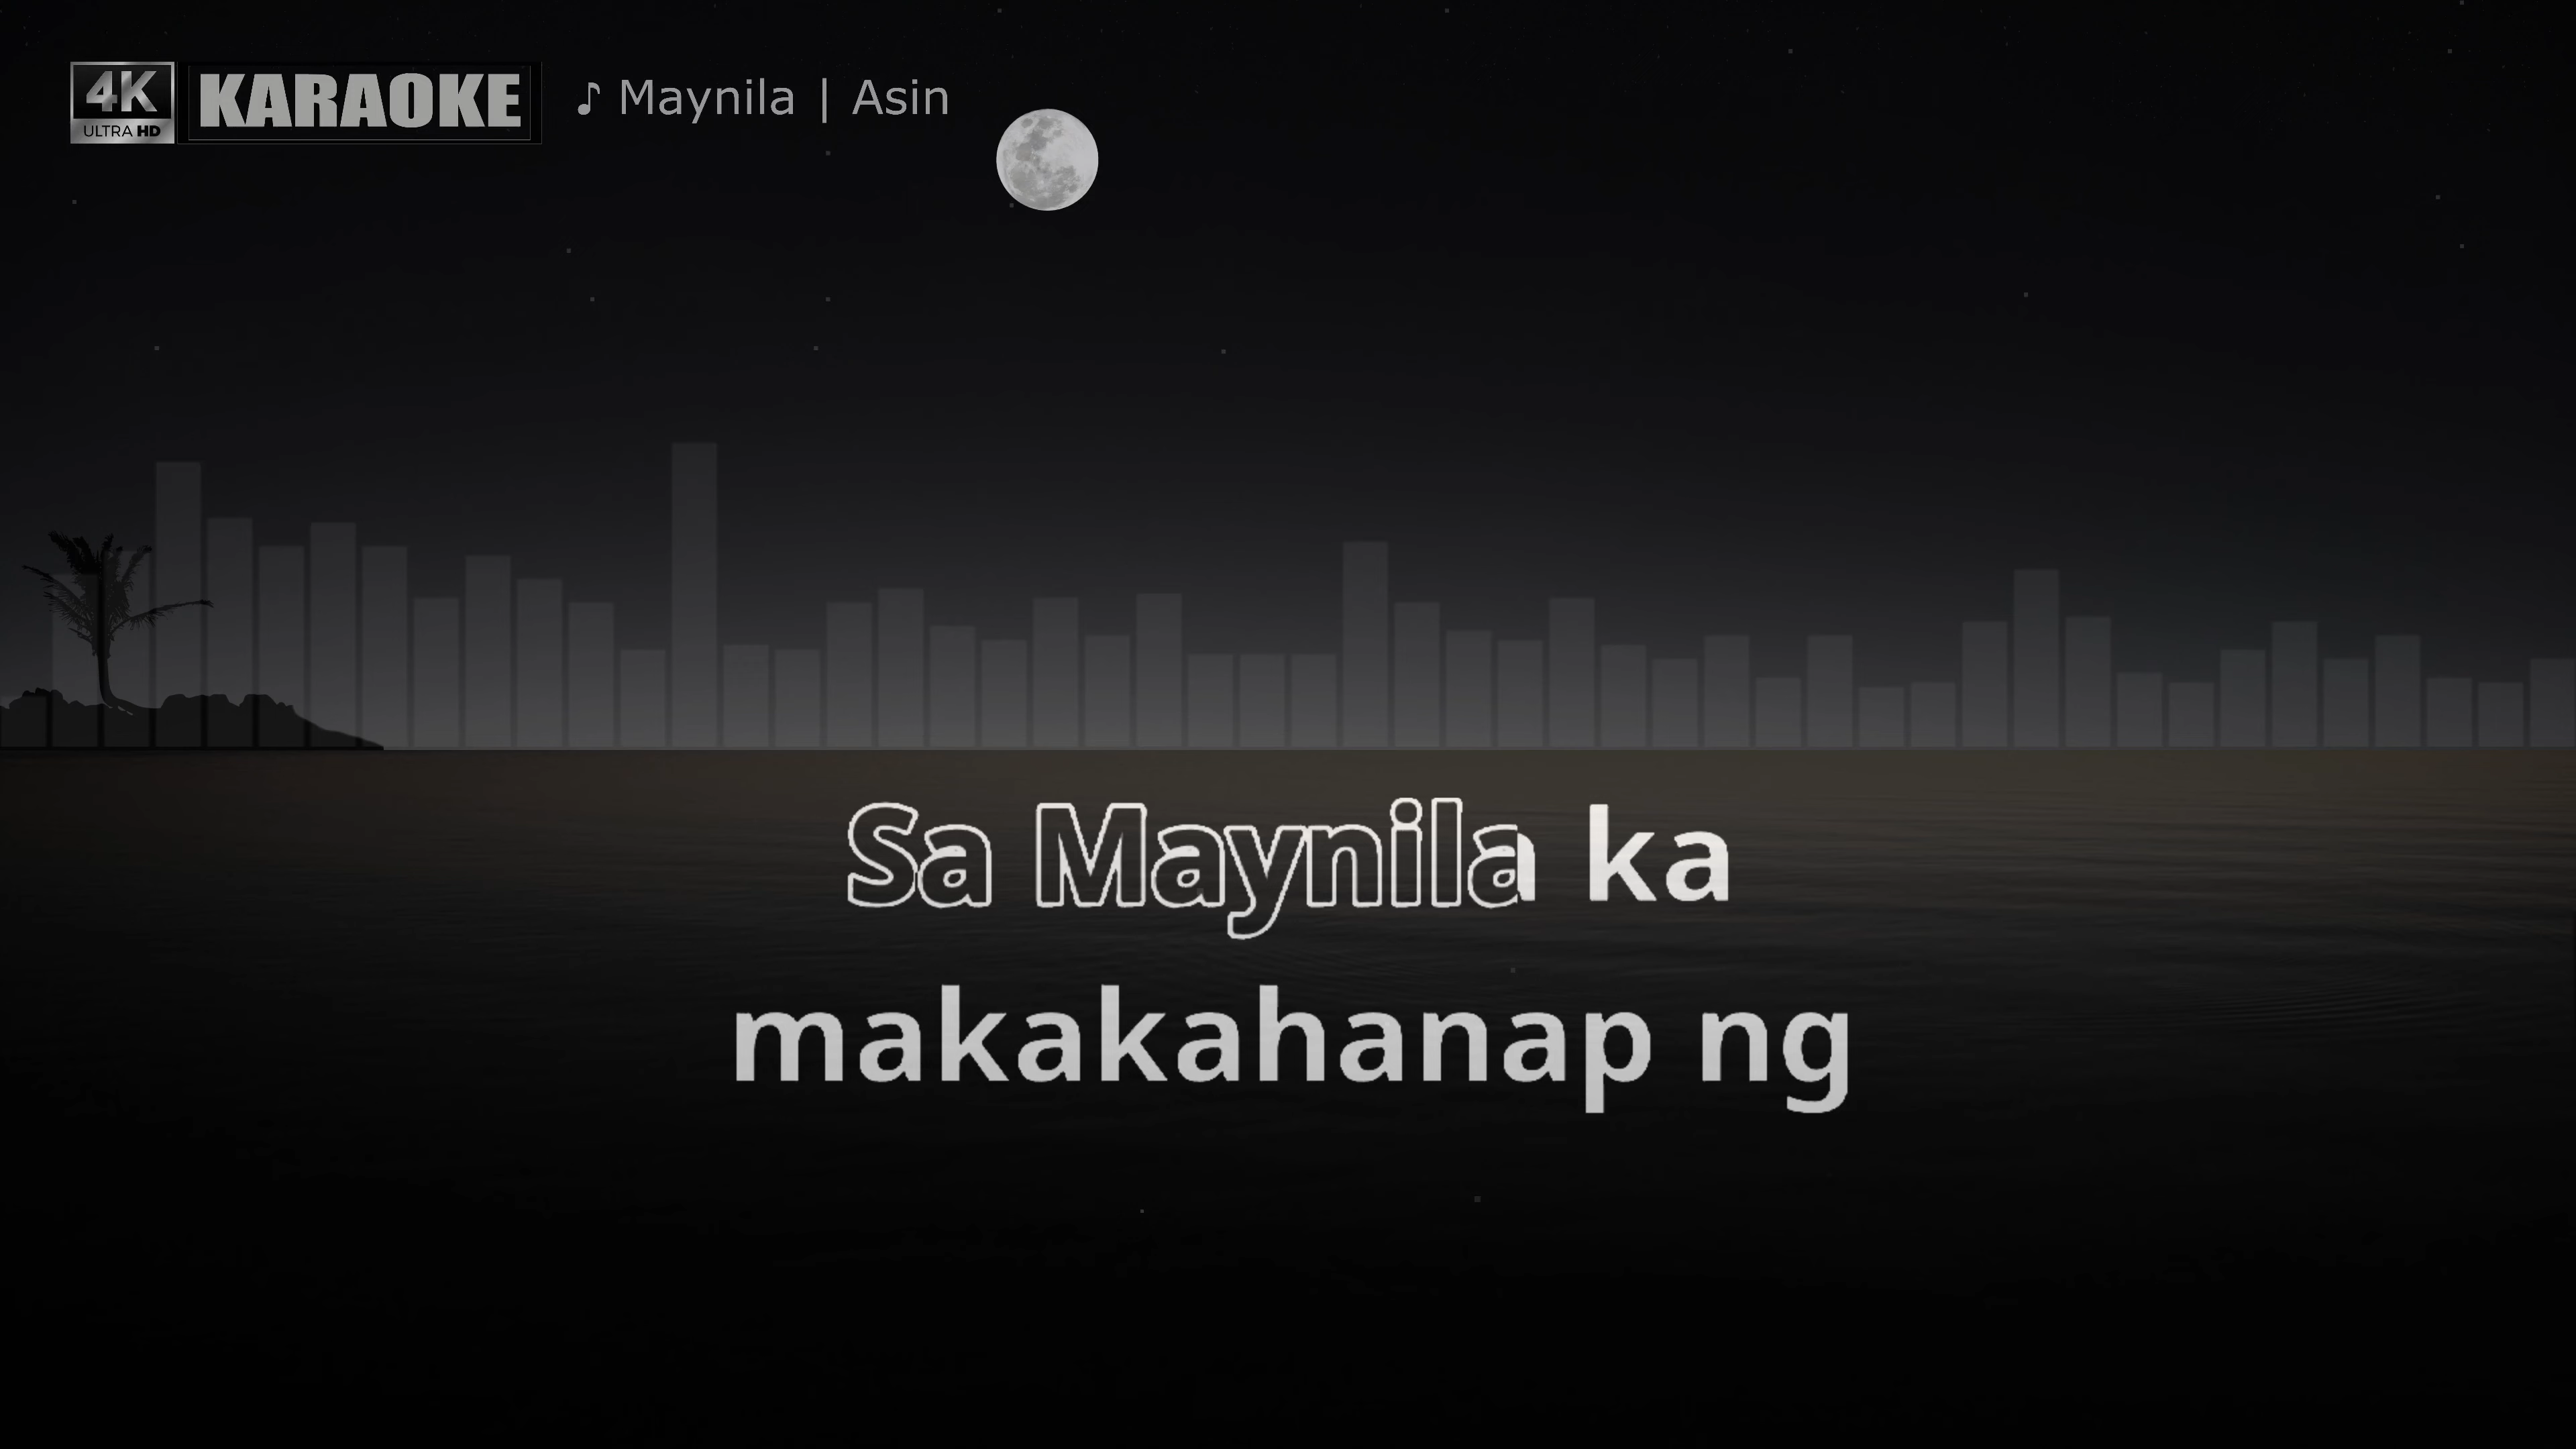 4K
ULTRA HD
KARAOKE
♪ Maynila | Asin
Sa Maynila ka
makakahanap ng